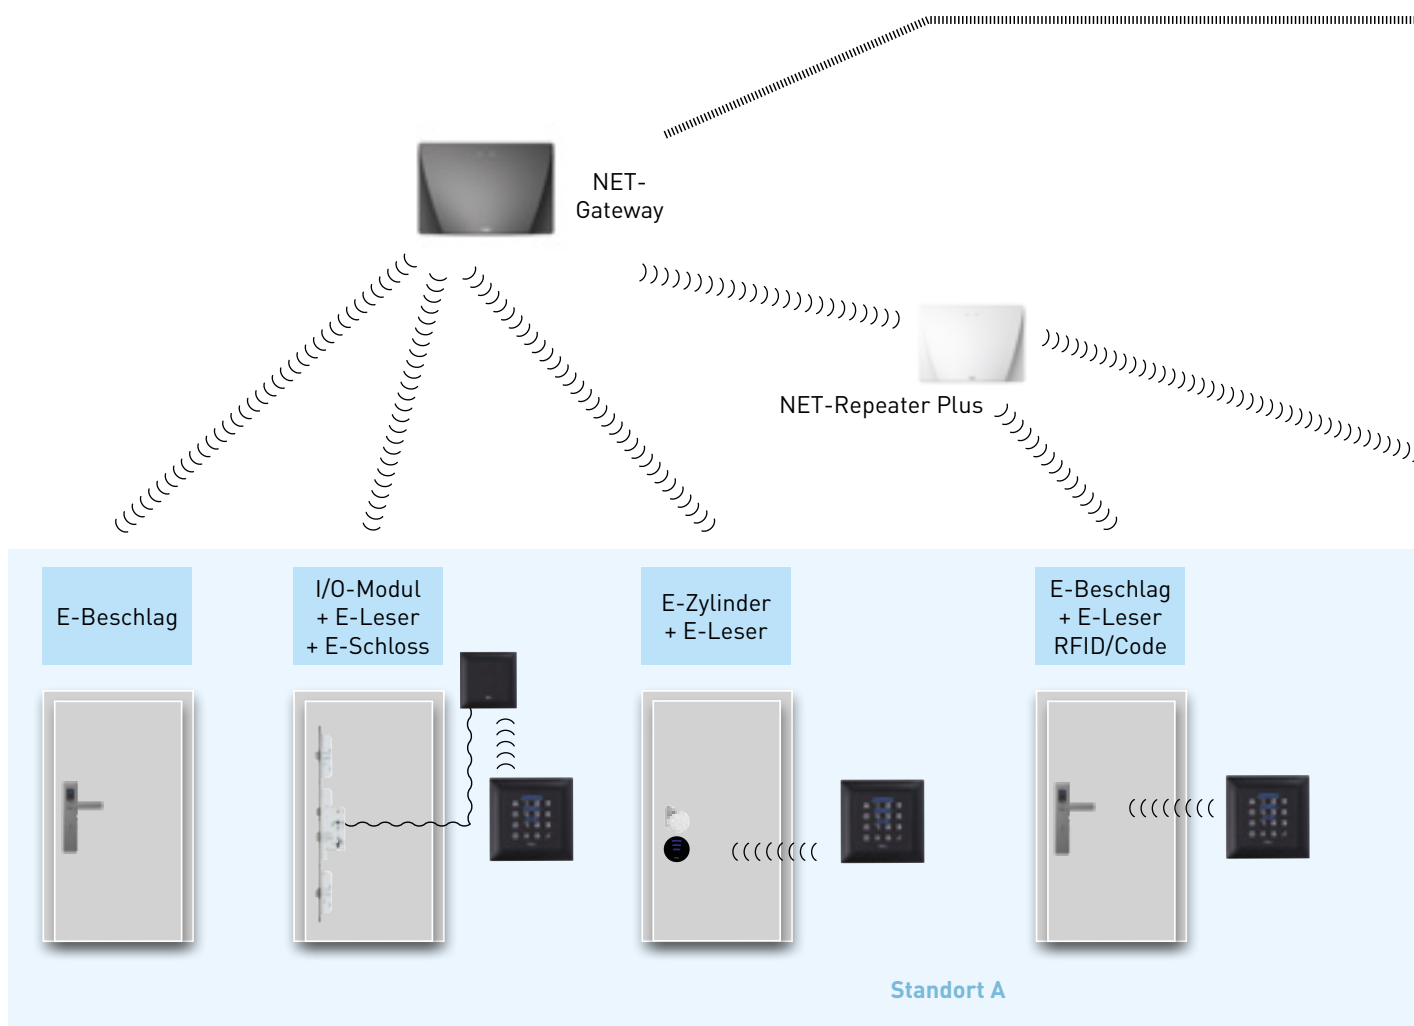 NET-
Gateway
NET-Repeater Plus
E-Beschlag
I/O-Modul
+ E-Leser
+ E-Schloss
E-Zylinder
+ E-Leser
E-Beschlag
+ E-Leser
RFID/Code
Standort A